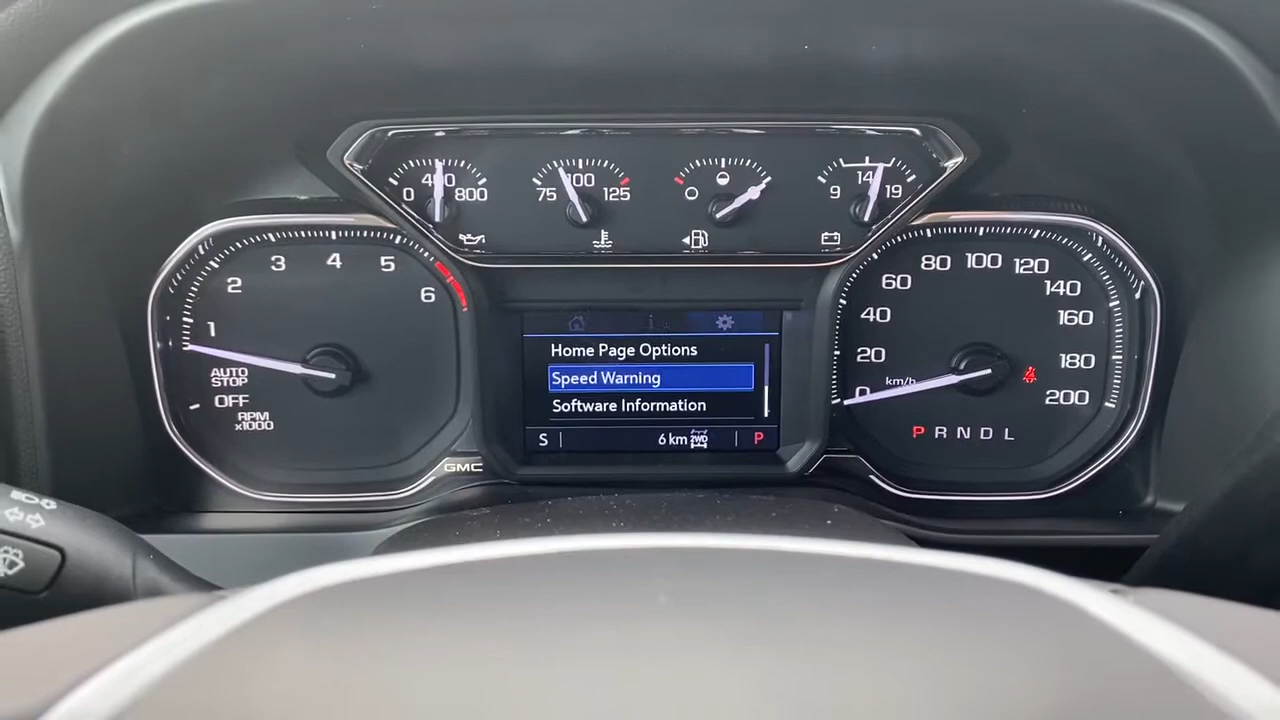 0 400 800
75 100 125
9 14 19
1 2 3 4 5 6
AUTO
STOP
OFF
RPM
x1000
GMC
Home Page Options
Speed Warning
Software Information
S 6 km 2WD P
0 20 40 60 80 100 120 140 160 180 200
km/h
P R N D L